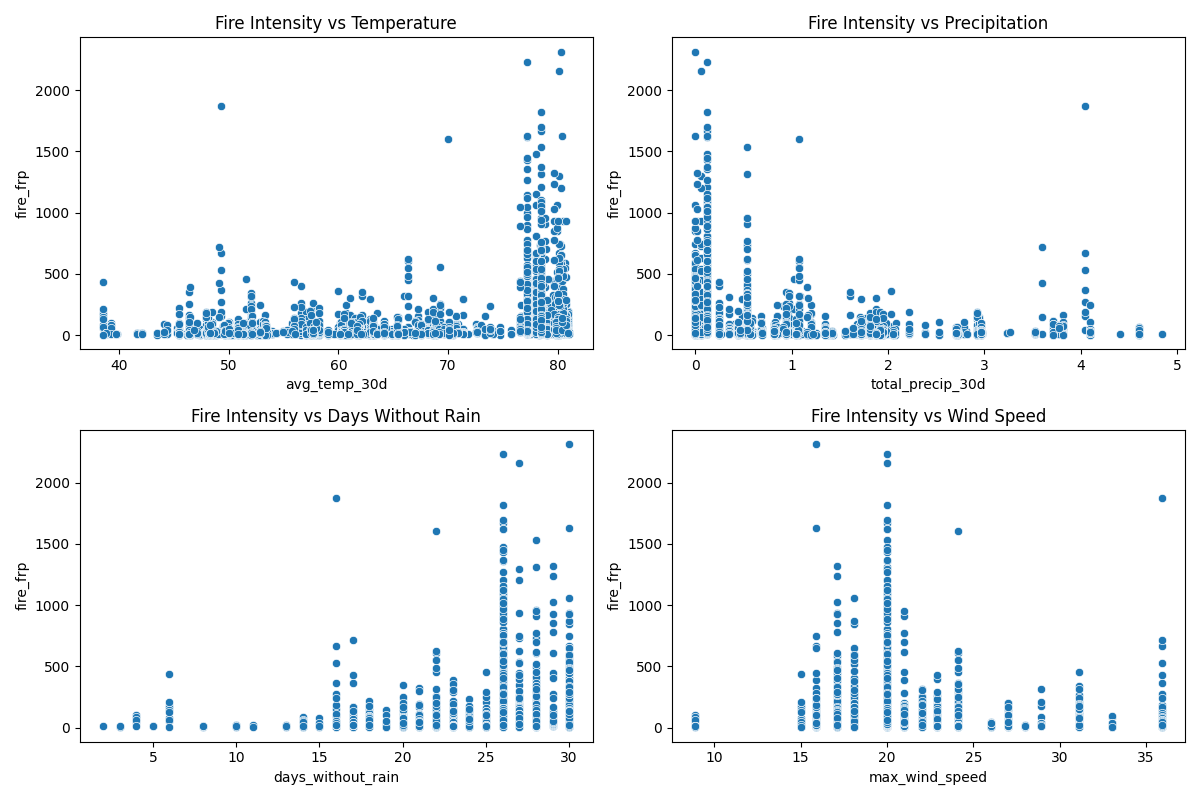 Fire Intensity vs Temperature
fire_frp
2000
1500
1000
500
0
40 50 60 70 80
avg_temp_30d
Fire Intensity vs Precipitation
fire_frp
2000
1500
1000
500
0
0 1 2 3 4 5
total_precip_30d
Fire Intensity vs Days Without Rain
fire_frp
2000
1500
1000
500
0
5 10 15 20 25 30
days_without_rain
Fire Intensity vs Wind Speed
fire_frp
2000
1500
1000
500
0
10 15 20 25 30 35
max_wind_speed